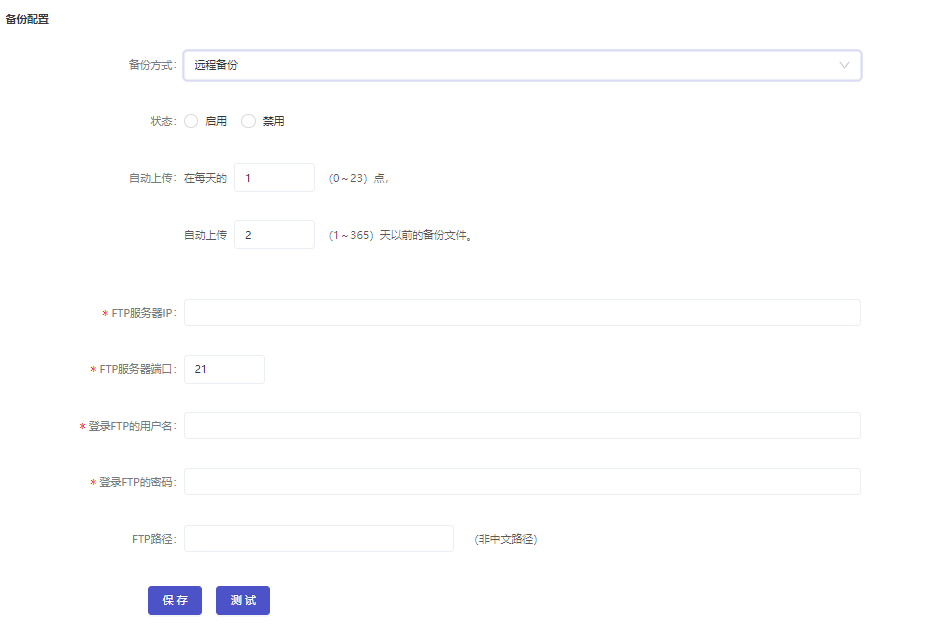 备份配置
备份方式: 远程备份
状态: 启用 禁用
自动上传: 在每天的 1 (0～23) 点,
自动上传 2 (1～365) 天以前的备份文件。
* FTP服务器IP:
* FTP服务器端口: 21
* 登录FTP的用户名:
* 登录FTP的密码:
FTP路径: (非中文路径)
保存 测试